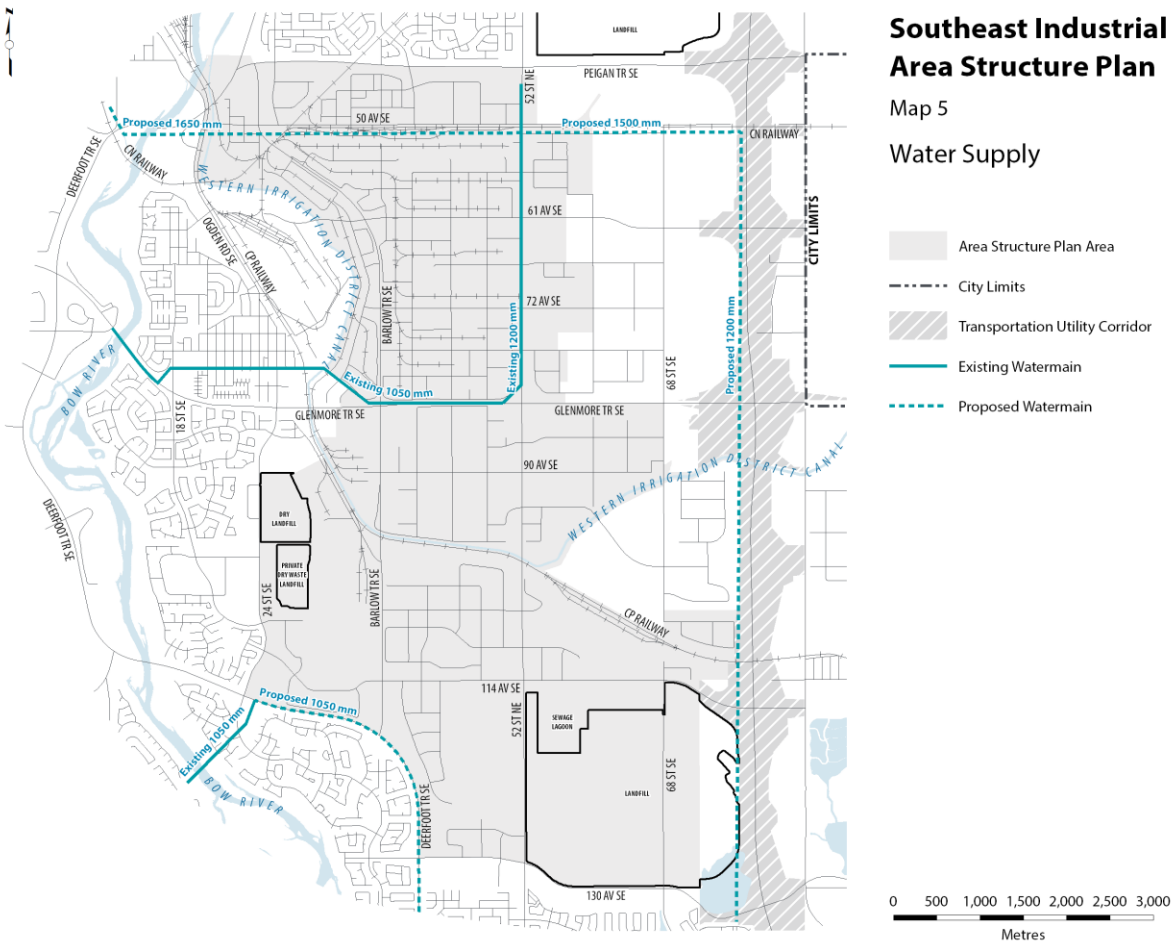 Southeast Industrial
Area Structure Plan
Map 5
Water Supply
Area Structure Plan Area
City Limits
Transportation Utility Corridor
Existing Watermain
Proposed Watermain
0 500 1,000 1,500 2,000 2,500 3,000
Metres
N
LANDFILL
PEIGAN TR SE
52 ST NE
50 AV SE
Proposed 1650 mm
Proposed 1500 mm
CN RAILWAY
DEERFOOT TR SE
CN RAILWAY
WESTERN IRRIGATION DISTRICT CANAL
CITY LIMITS
61 AV SE
OGDEN RD SE
CP RAILWAY
BARLOW TR SE
72 AV SE
Existing 1200 mm
Proposed 1200 mm
68 ST SE
BOW RIVER
Existing 1050 mm
18 ST SE
GLENMORE TR SE
GLENMORE TR SE
90 AV SE
WESTERN IRRIGATION DISTRICT CANAL
DRY
LANDFILL
DEERFOOT TR SE
PRIVATE
DRY WASTE
LANDFILL
24 ST SE
BARLOW TR SE
CP RAILWAY
114 AV SE
Proposed 1050 mm
Existing 1050 mm
52 ST NE
SEWAGE
LAGOON
68 ST SE
BOW RIVER
DEERFOOT TR SE
LANDFILL
130 AV SE